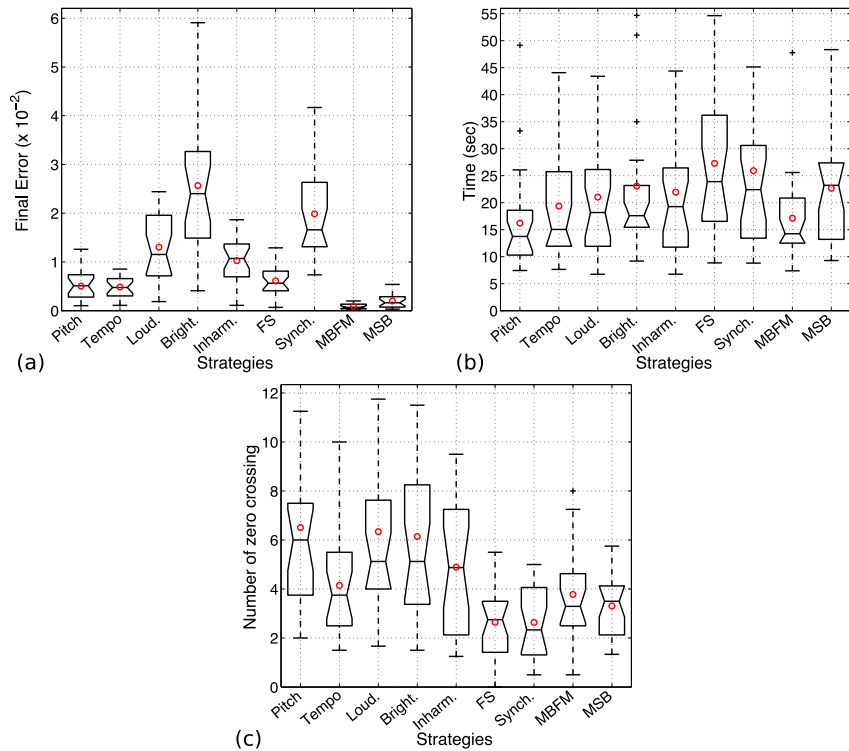 Final Error (x 10⁻²)
6
5
4
3
2
1
0
Pitch
Tempo
Loud.
Bright.
Inharm.
FS
Synch.
MBFM
MSB
Strategies
(a)
Time (sec)
55
50
45
40
35
30
25
20
15
10
5
0
Pitch
Tempo
Loud.
Bright.
Inharm.
FS
Synch.
MBFM
MSB
Strategies
(b)
Number of zero crossing
12
10
8
6
4
2
0
Pitch
Tempo
Loud.
Bright.
Inharm.
FS
Synch.
MBFM
MSB
Strategies
(c)